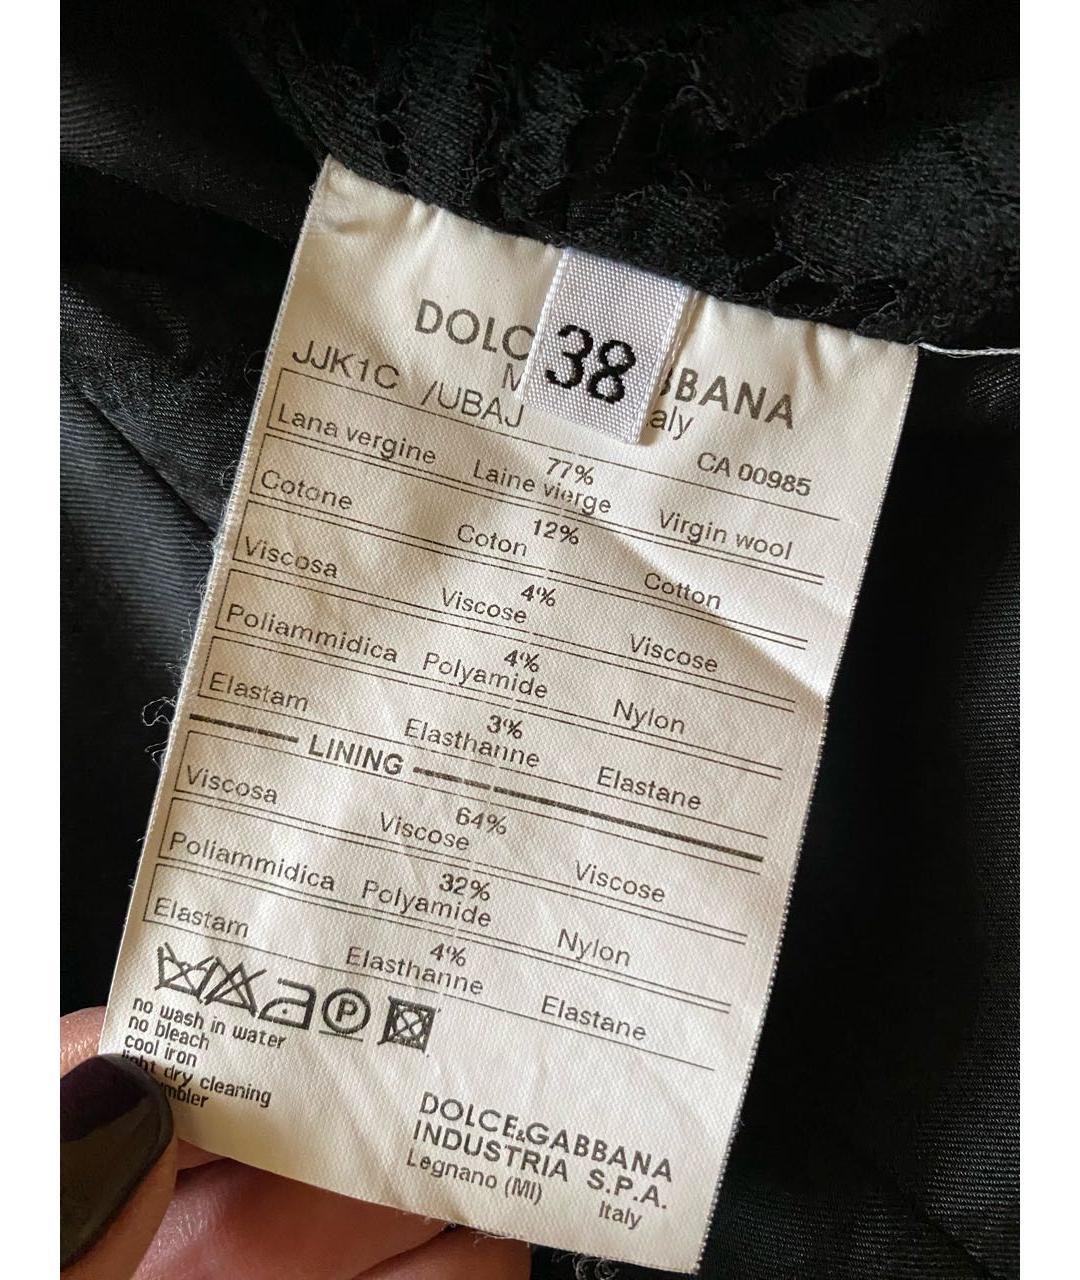 DOLC
BBANA
38
aly
JJK1C /UBAJ
CA 00985
77%
Lana vergine Laine vierge Virgin wool
12%
Cotone Coton Cotton
4%
Viscosa Viscose Viscose
4%
Poliammidica Polyamide Nylon
3%
Elastam Elasthanne Elastane
LINING
64%
Viscosa Viscose Viscose
32%
Poliammidica Polyamide Nylon
4%
Elastam Elasthanne Elastane
P
no wash in water
no bleach
cool iron
light dry cleaning
mbler
DOLCE&GABBANA
INDUSTRIA S.P.A.
Legnano (MI)
Italy